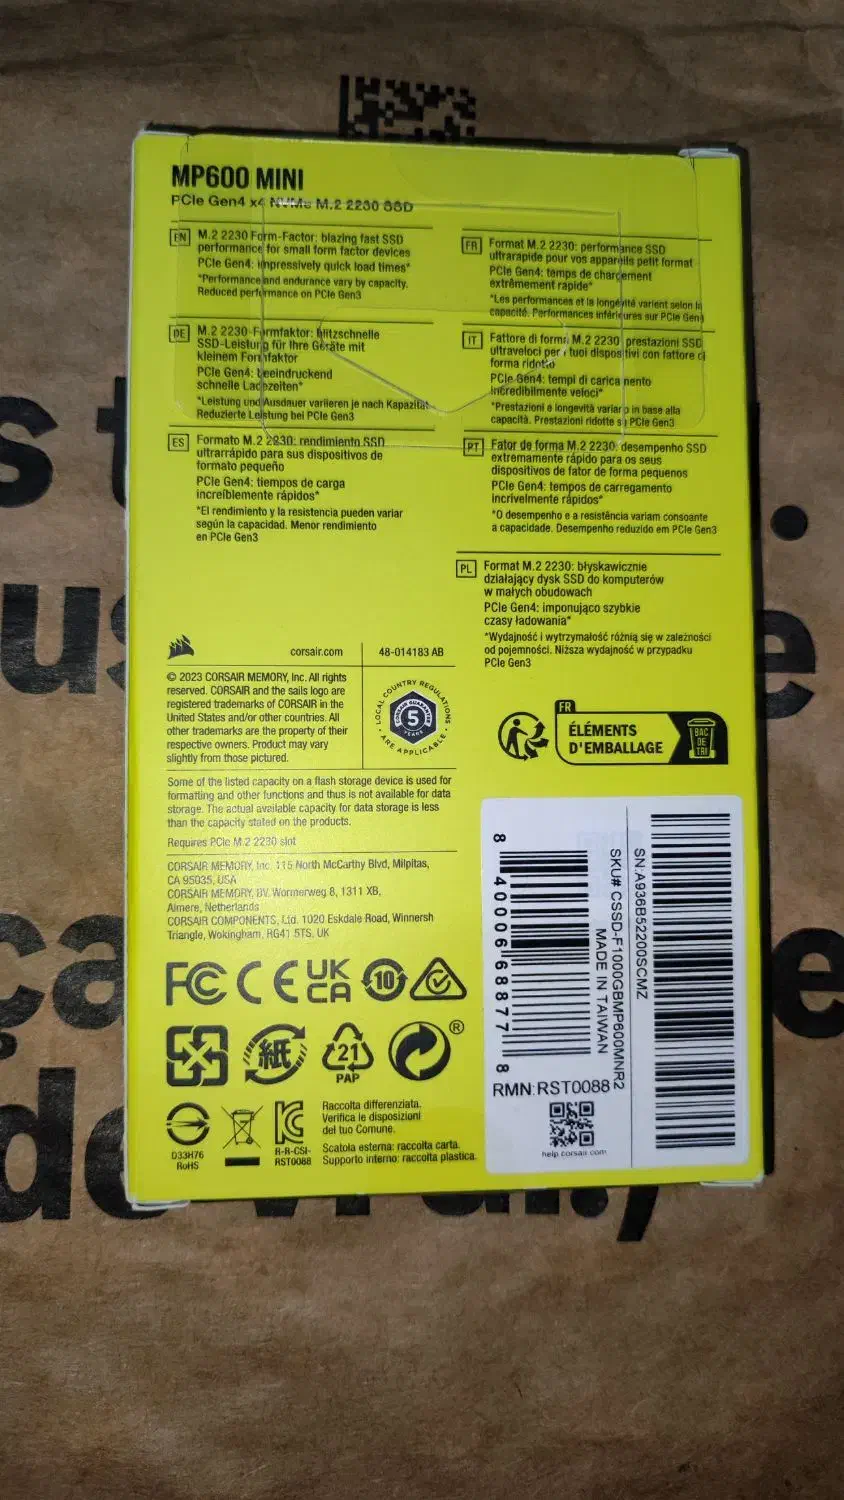 MP600 MINI
PCIe Gen4 x4 NVMe M.2 2230 SSD
EN
M.2 2230 Form-Factor: blazing fast SSD
performance for small form factor devices
PCIe Gen4: impressively quick load times*
*Performance and endurance vary by capacity.
Reduced performance on PCIe Gen3
DE
M.2 2230-Formfaktor: blitzschnelle
SSD-Leistung für Ihre Geräte mit
kleinem Formfaktor
PCIe Gen4: beeindruckend
schnelle Ladezeiten*
*Leistung und Ausdauer variieren je nach Kapazität.
Reduzierte Leistung bei PCIe Gen3
ES
Formato M.2 2230: rendimiento SSD
ultrarrápido para sus dispositivos de
formato pequeño
PCIe Gen4: tiempos de carga
increíblemente rápidos*
*El rendimiento y la resistencia pueden variar
según la capacidad. Menor rendimiento
en PCIe Gen3
FR
Format M.2 2230: performance SSD
ultrarapide pour vos appareils petit format
PCIe Gen4: temps de chargement
extrêmement rapide*
*Les performances et la longévité varient selon la
capacité. Performances inférieures sur PCIe Gen3
IT
Fattore di forma M.2 2230: prestazioni SSD
ultraveloci per i tuoi dispositivi con fattore di
forma ridotto
PCIe Gen4: tempi di caricamento
incredibilmente veloci*
*Prestazioni e longevità variano in base alla
capacità. Prestazioni ridotte su PCIe Gen3
PT
Fator de forma M.2 2230: desempenho SSD
extremamente rápido para os seus
dispositivos de fator de forma pequenos
PCIe Gen4: tempos de carregamento
incrivelmente rápidos*
*O desempenho e a resistência variam consoante
a capacidade. Desempenho reduzido em PCIe Gen3
PL
Format M.2 2230: błyskawicznie
działający dysk SSD do komputerów
w małych obudowach
PCIe Gen4: imponująco szybkie
czasy ładowania*
*Wydajność i wytrzymałość różnią się w zależności
od pojemności. Niższa wydajność w przypadku
PCIe Gen3
corsair.com
48-014183 AB
© 2023 CORSAIR MEMORY, Inc. All rights
reserved. CORSAIR and the sails logo are
registered trademarks of CORSAIR in the
United States and/or other countries. All
other trademarks are the property of their
respective owners. Product may vary
slightly from those pictured.
• LOCAL COUNTRY REGULATIONS
• ARE APPLICABLE •
CORSAIR GUARANTEE
5
YEARS
FR
ÉLÉMENTS
D'EMBALLAGE
BAC
DE
TRI
Some of the listed capacity on a flash storage device is used for
formatting and other functions and thus is not available for data
storage. The actual available capacity for data storage is less
than the capacity stated on the products.
Requires PCIe M.2 2230 slot
CORSAIR MEMORY, Inc. 115 North McCarthy Blvd, Milpitas,
CA 95035, USA
CORSAIR MEMORY, BV. Wormerweg 8, 1311 XB,
Almere, Netherlands
CORSAIR COMPONENTS, Ltd. 1020 Eskdale Road, Winnersh
Triangle, Wokingham, RG41 5TS, UK
FC CE UK
CA
10
紙
21
PAP
®
D33H76
RoHS
R-R-CSI-
RST0088
Raccolta differenziata.
Verifica le disposizioni
del tuo Comune.
Scatola esterna: raccolta carta.
Supporto interno: raccolta plastica.
SN:A936B52200SCMZ
SKU# CSSD-F1000GBMP600MNR2
MADE IN TAIWAN
8 40006 68877 8
RMN:RST0088
help.corsair.com